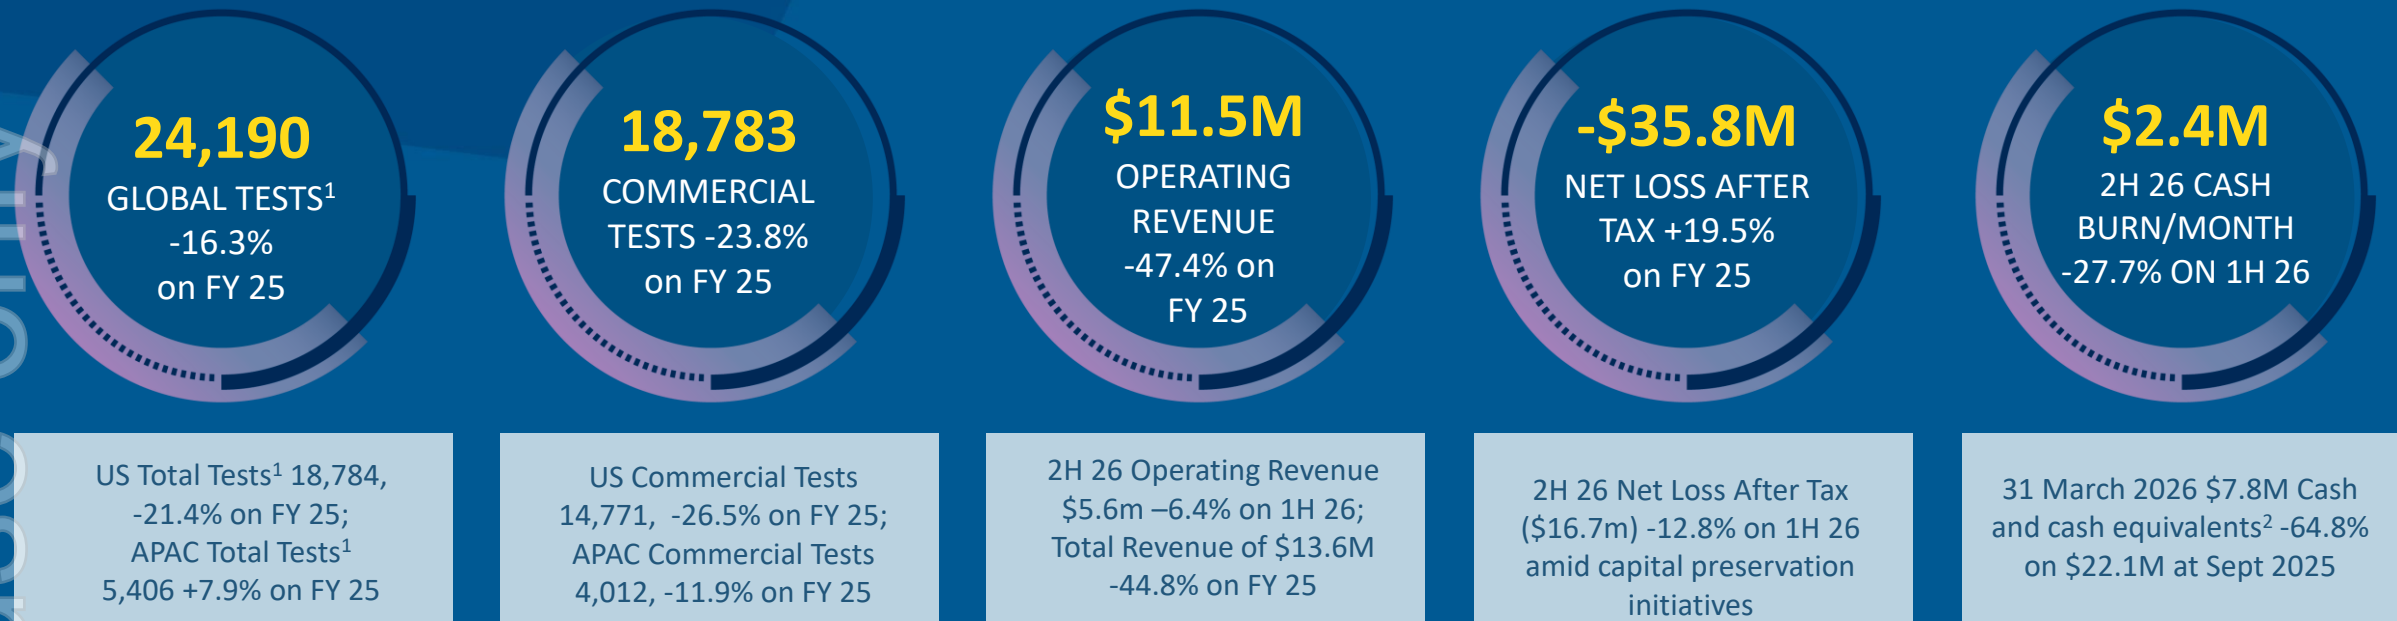 24,190
GLOBAL TESTS¹
-16.3%
on FY 25
18,783
COMMERCIAL
TESTS -23.8%
on FY 25
$11.5M
OPERATING
REVENUE
-47.4% on
FY 25
-$35.8M
NET LOSS AFTER
TAX +19.5%
on FY 25
$2.4M
2H 26 CASH
BURN/MONTH
-27.7% ON 1H 26
US Total Tests¹ 18,784,
-21.4% on FY 25;
APAC Total Tests¹
5,406 +7.9% on FY 25
US Commercial Tests
14,771, -26.5% on FY 25;
APAC Commercial Tests
4,012, -11.9% on FY 25
2H 26 Operating Revenue
$5.6m –6.4% on 1H 26;
Total Revenue of $13.6M
-44.8% on FY 25
2H 26 Net Loss After Tax
($16.7m) -12.8% on 1H 26
amid capital preservation
initiatives
31 March 2026 $7.8M Cash
and cash equivalents² -64.8%
on $22.1M at Sept 2025